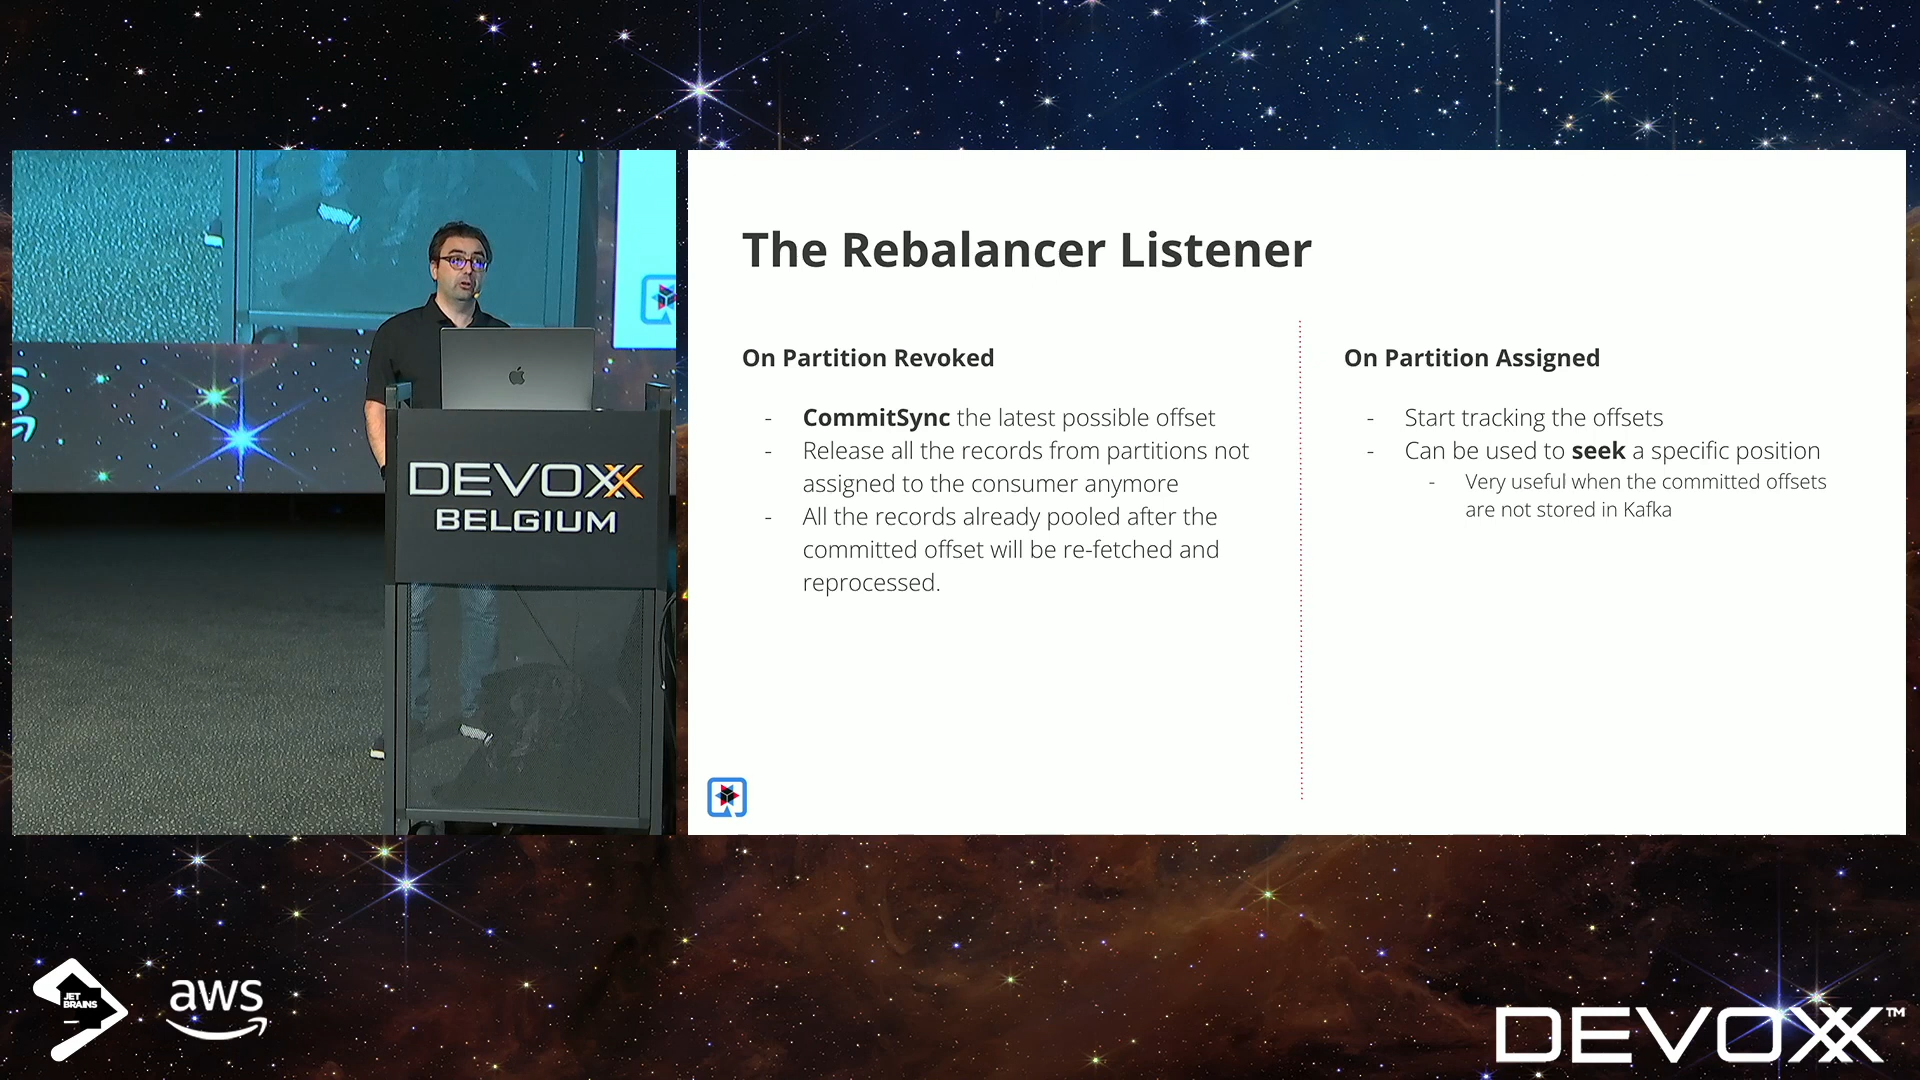 The Rebalancer Listener
On Partition Revoked
- CommitSync the latest possible offset
- Release all the records from partitions not
assigned to the consumer anymore
- All the records already pooled after the
committed offset will be re-fetched and
reprocessed.
On Partition Assigned
- Start tracking the offsets
- Can be used to seek a specific position
- Very useful when the committed offsets
are not stored in Kafka
DEVOXX
BELGIUM
JET
BRAINS
aws
DEVOXX™